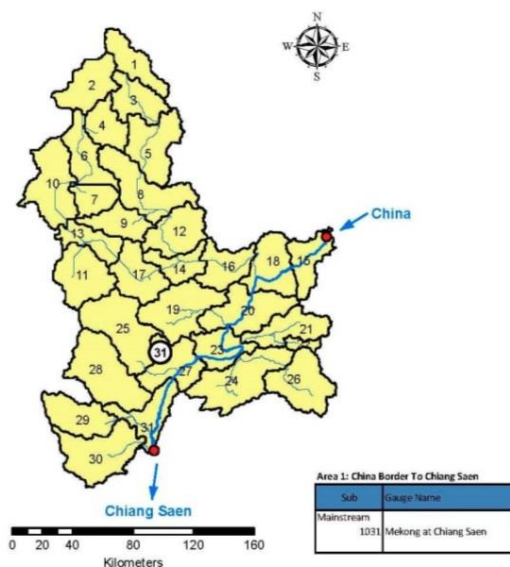 N
W E
S
1
2
3
4
5
6
7
8
9
10
11
12
13
14
15
16
17
18
19
20
21
23
24
25
26
27
28
29
30
31
31
China
Chiang Saen
0 20 40 80 120 160
Kilometers
Area 1: China Border To Chiang Saen
Sub Gauge Name
Mainstream
1031 Mekong at Chiang Saen